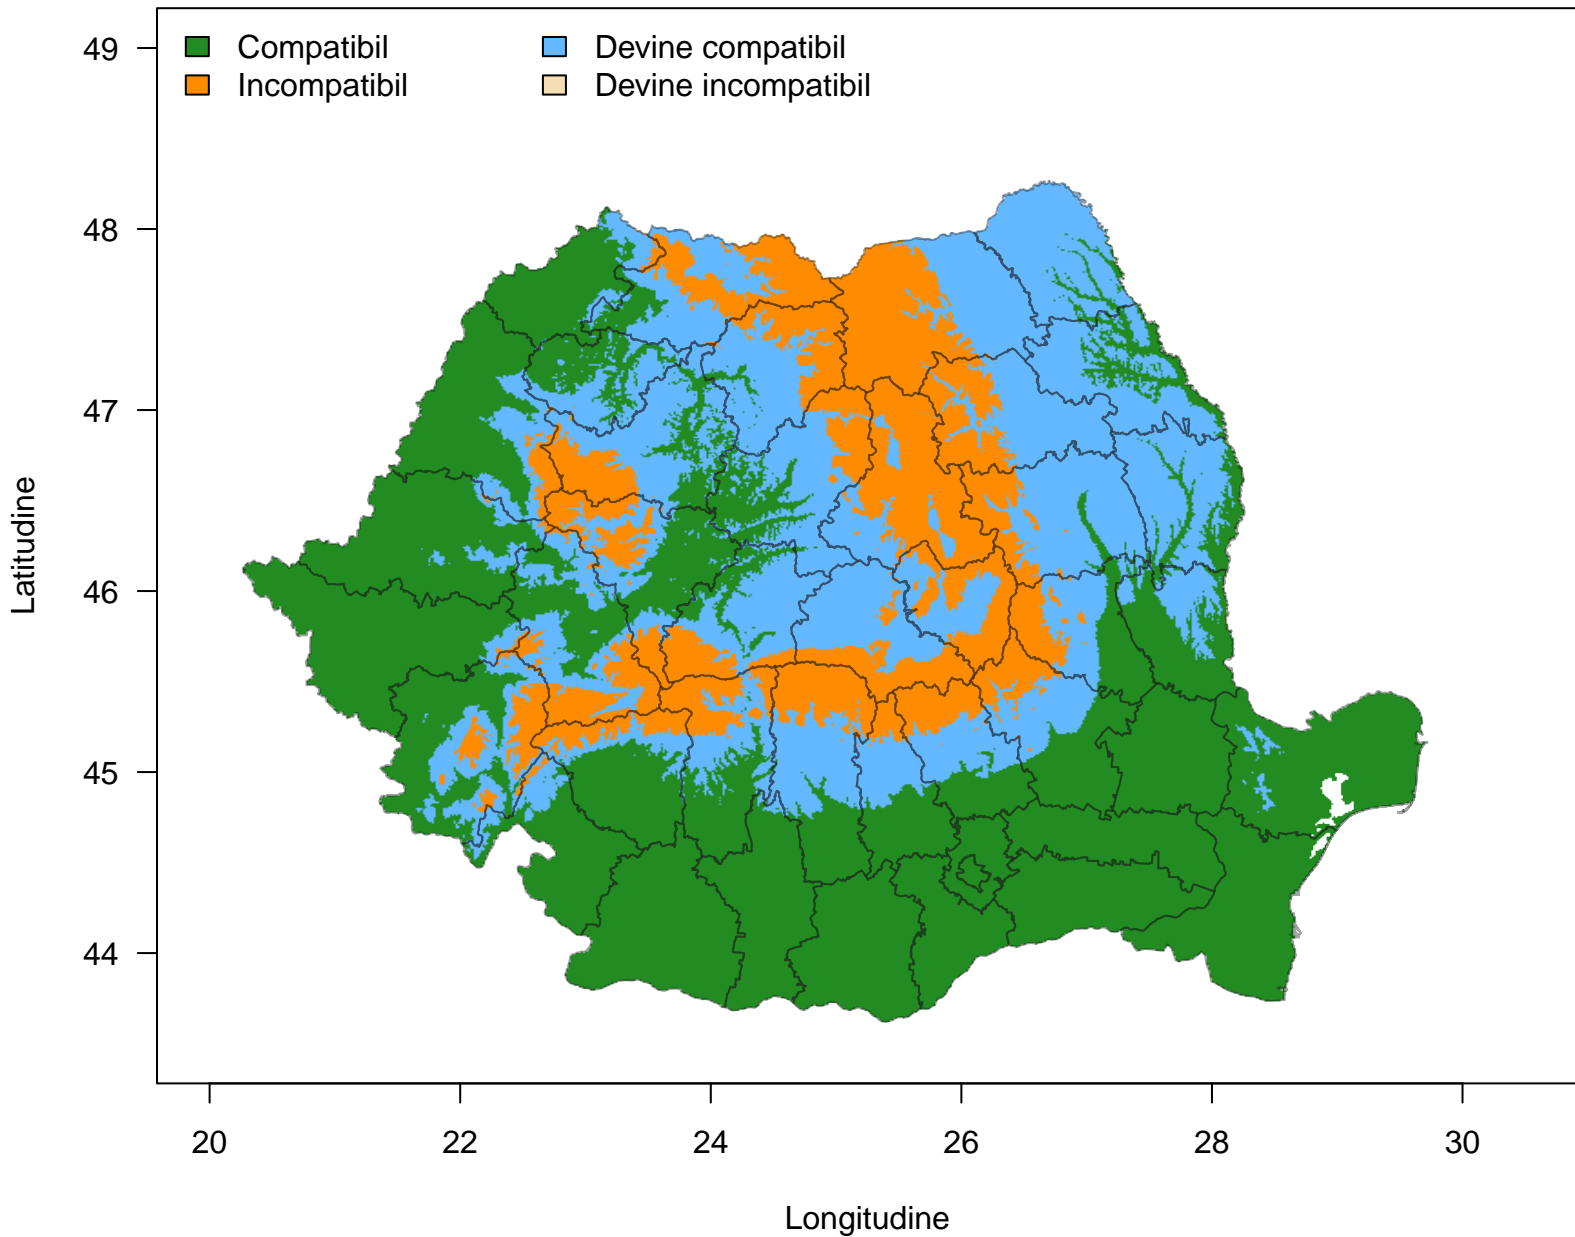 Compatibil
Incompatibil
Devine compatibil
Devine incompatibil
Latitudine
49
48
47
46
45
44
20 22 24 26 28 30
Longitudine